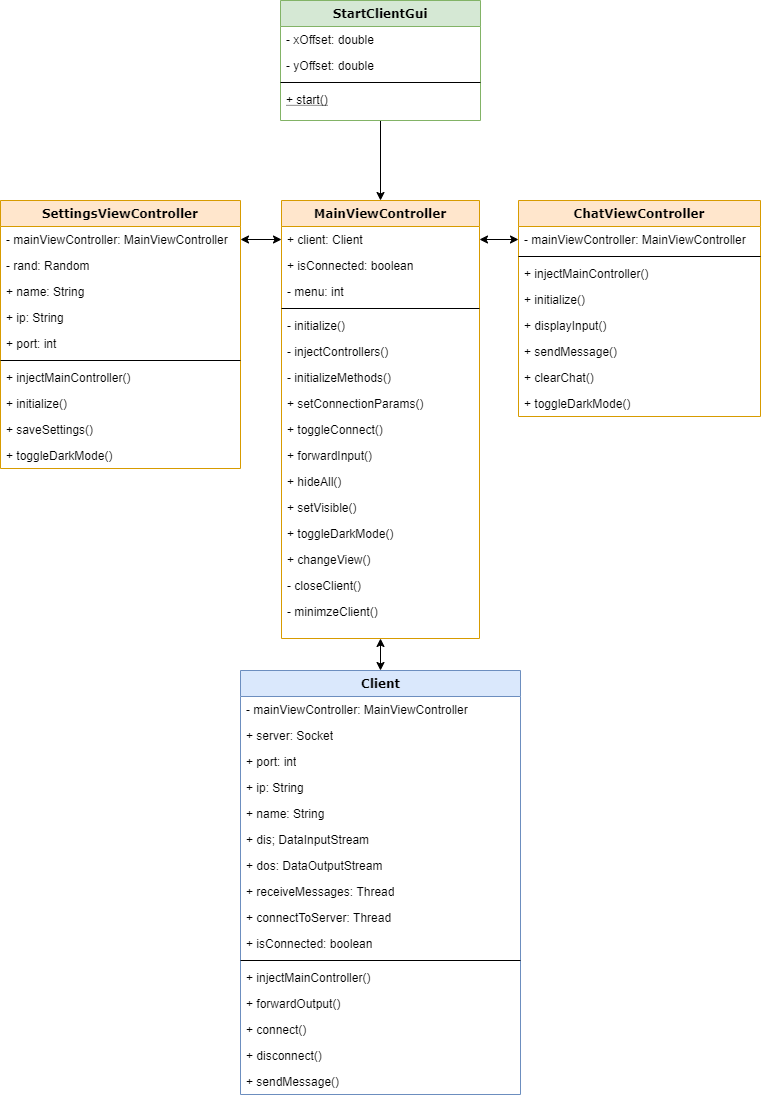 StartClientGui
- xOffset: double
- yOffset: double
+ start()
SettingsViewController
- mainViewController: MainViewController
- rand: Random
+ name: String
+ ip: String
+ port: int
+ injectMainController()
+ initialize()
+ saveSettings()
+ toggleDarkMode()
MainViewController
+ client: Client
+ isConnected: boolean
- menu: int
- initialize()
- injectControllers()
- initializeMethods()
+ setConnectionParams()
+ toggleConnect()
+ forwardInput()
+ hideAll()
+ setVisible()
+ toggleDarkMode()
+ changeView()
- closeClient()
- minimzeClient()
ChatViewController
- mainViewController: MainViewController
+ injectMainController()
+ initialize()
+ displayInput()
+ sendMessage()
+ clearChat()
+ toggleDarkMode()
Client
- mainViewController: MainViewController
+ server: Socket
+ port: int
+ ip: String
+ name: String
+ dis; DataInputStream
+ dos: DataOutputStream
+ receiveMessages: Thread
+ connectToServer: Thread
+ isConnected: boolean
+ injectMainController()
+ forwardOutput()
+ connect()
+ disconnect()
+ sendMessage()